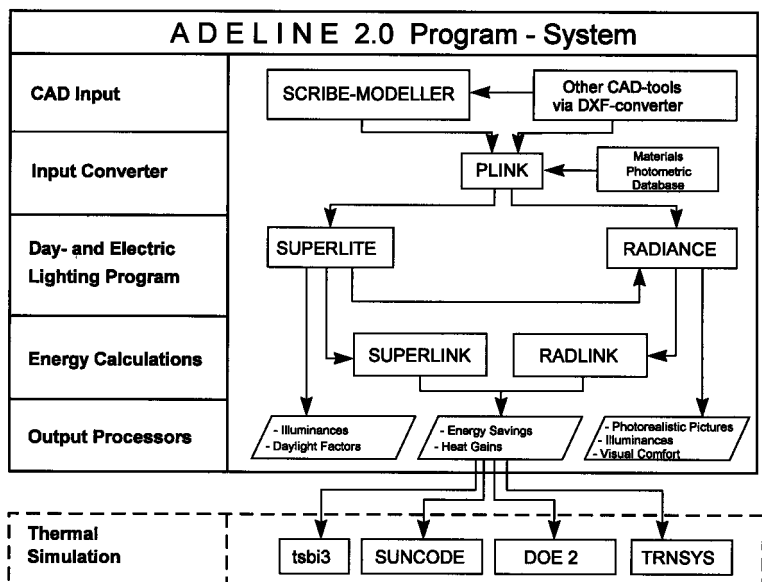 ADELINE 2.0 Program - System
CAD Input
SCRIBE-MODELLER
Other CAD-tools
via DXF-converter
Input Converter
PLINK
Materials
Photometric
Database
Day- and Electric
Lighting Program
SUPERLITE
RADIANCE
Energy Calculations
SUPERLINK
RADLINK
Output Processors
- Illuminances
- Daylight Factors
- Energy Savings
- Heat Gains
- Photorealistic Pictures
- Illuminances
- Visual Comfort
Thermal
Simulation
tsbi3
SUNCODE
DOE 2
TRNSYS